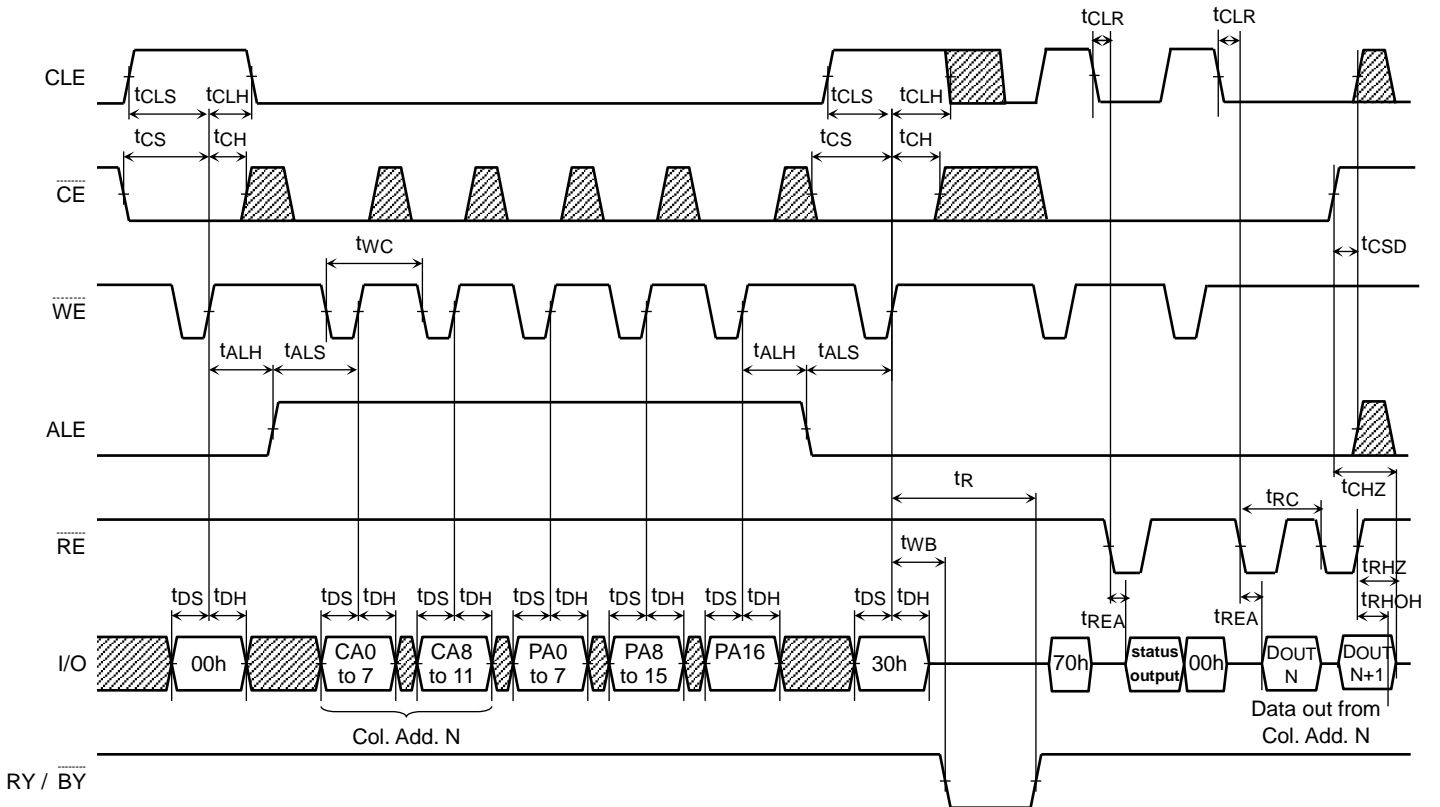 tCLR tCLR
CLE
tCLS tCLH tCLS tCLH
tCS tCH tCS tCH
CE
tWC tCSD
WE
tALH tALS tALH tALS
ALE
tR tCHZ
tRC
RE
tWB
tRHZ
tDS tDH tDS tDH tDS tDH tDS tDH tDS tDH tDS tDH tDS tDH tREA tREA tRHOH
I/O 00h CA0 to 7 CA8 to 11 PA0 to 7 PA8 to 15 PA16 30h 70h status output 00h DOUT N DOUT N+1
Col. Add. N
Data out from
Col. Add. N
RY / BY